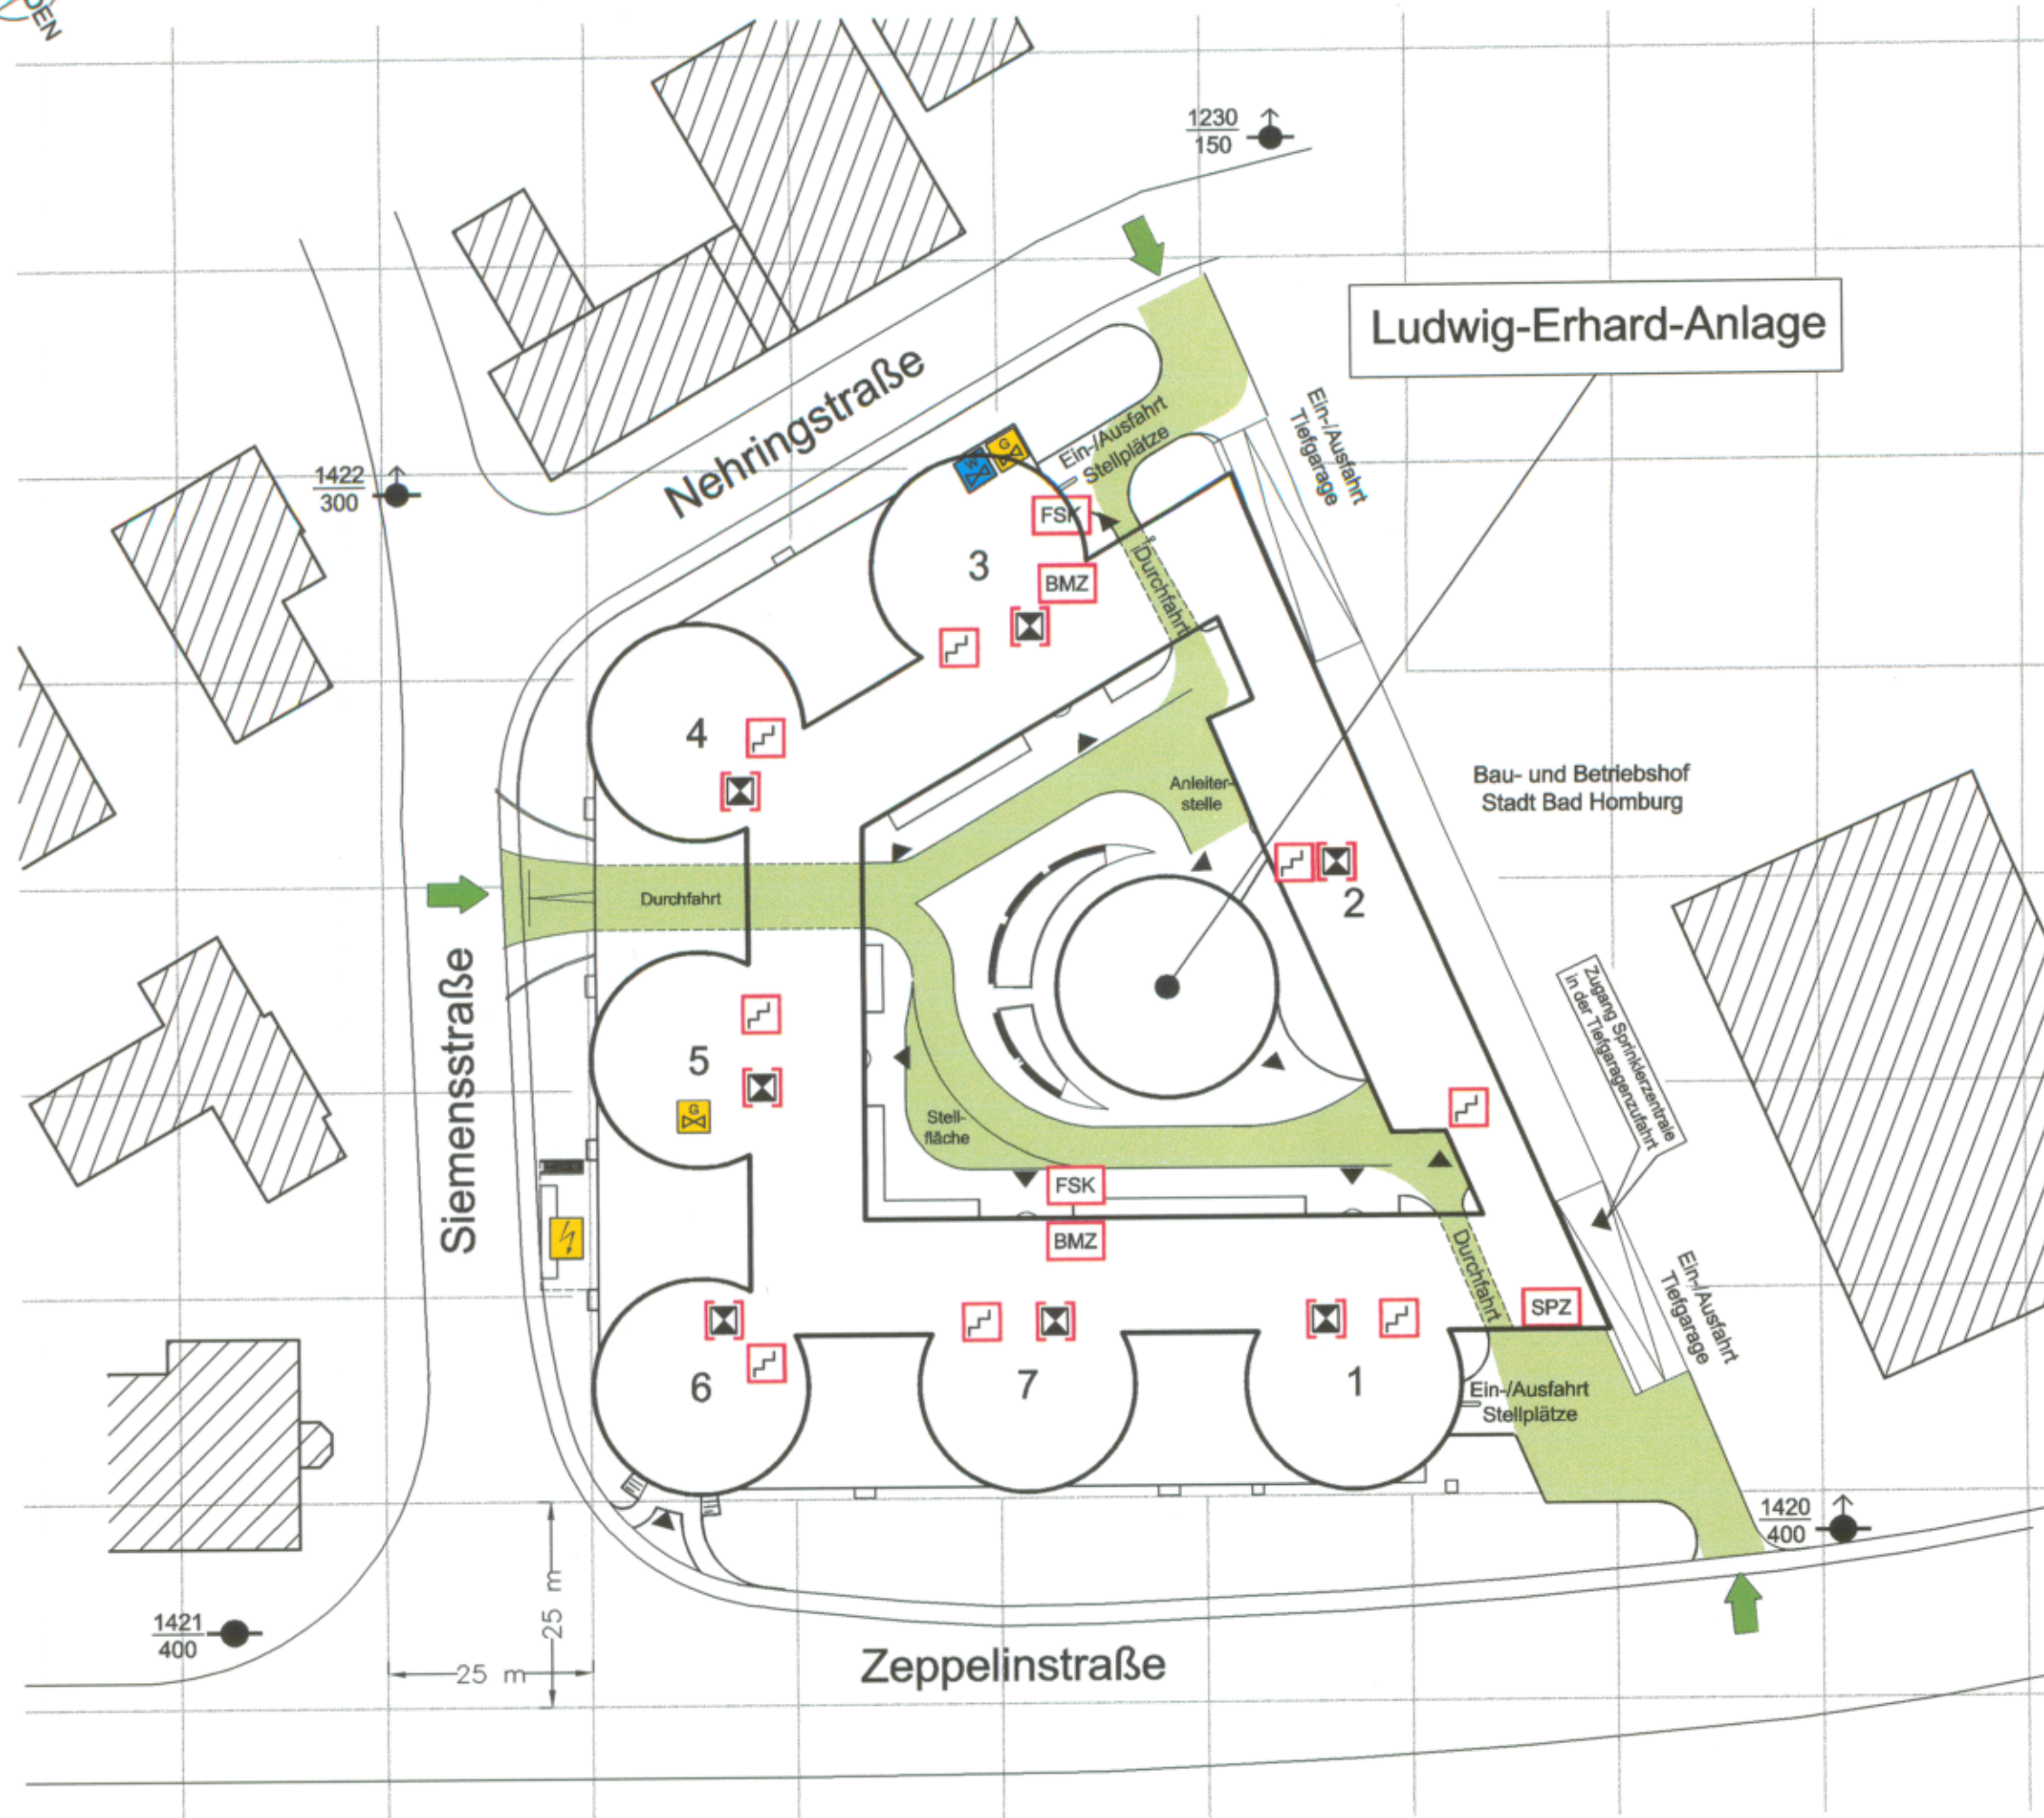 1230
150
Ludwig-Erhard-Anlage
Nehringstraße
Ein-/Ausfahrt
Stellplätze
Ein-/Ausfahrt
Tiefgarage
1422
300
W
G
FSK
3
BMZ
Durchfahrt
4
Anleiter-
stelle
Bau- und Betriebshof
Stadt Bad Homburg
2
Durchfahrt
Siemensstraße
Zugang Sprinklerzentrale
in der Tiefgaragenzufahrt
5
G
Stell-
fläche
FSK
BMZ
Durchfahrt
SPZ
Ein-/Ausfahrt
Tiefgarage
6
7
1
Ein-/Ausfahrt
Stellplätze
1420
400
1421
400
25 m
25 m
Zeppelinstraße